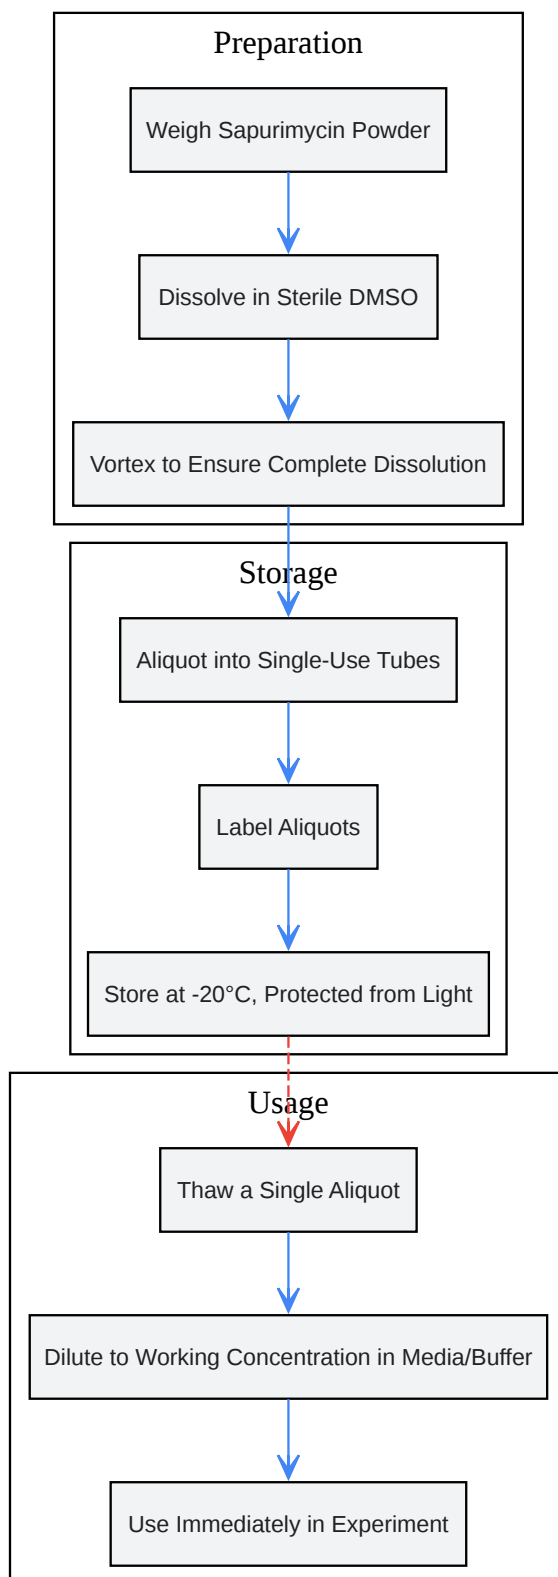 Preparation
Weigh Sapurimycin Powder
Dissolve in Sterile DMSO
Vortex to Ensure Complete Dissolution
Storage
Aliquot into Single-Use Tubes
Label Aliquots
Store at -20°C, Protected from Light
Usage
Thaw a Single Aliquot
Dilute to Working Concentration in Media/Buffer
Use Immediately in Experiment